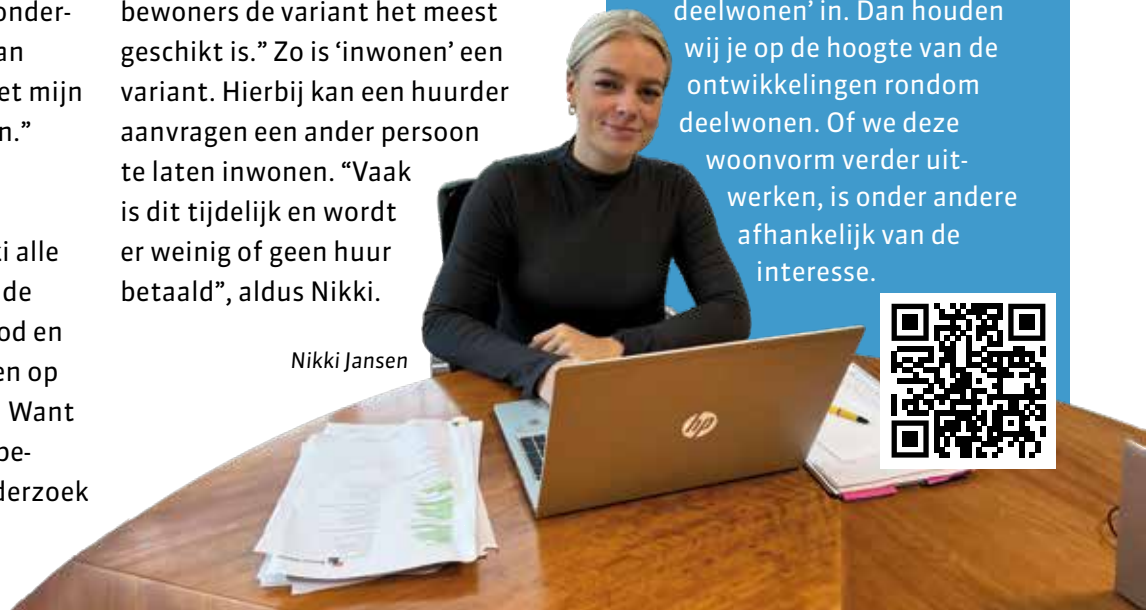 onder-
an
et mijn
n.”
ki alle
de
od en
en op
Want
be-
derzoek
bewoners de variant het meest
geschikt is.” Zo is ‘inwonen’ een
variant. Hierbij kan een huurder
aanvragen een ander persoon
te laten inwonen. “Vaak
is dit tijdelijk en wordt
er weinig of geen huur
betaald”, aldus Nikki.
Nikki Jansen
deelwonen’ in. Dan houden
wij je op de hoogte van de
ontwikkelingen rondom
deelwonen. Of we deze
woonvorm verder uit-
werken, is onder andere
afhankelijk van de
interesse.
hp